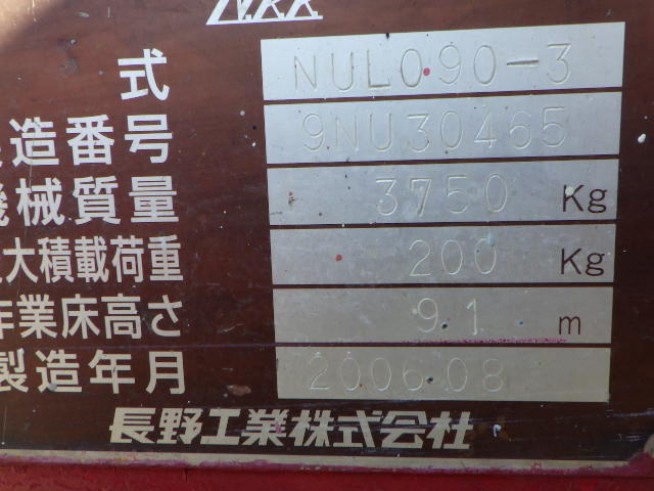 N.K.K
式 NUL090-3
造番号 9NU30465
機械質量 3750 Kg
大積載荷重 200 Kg
作業床高さ 9.1 m
製造年月 2006.08
長野工業株式会社